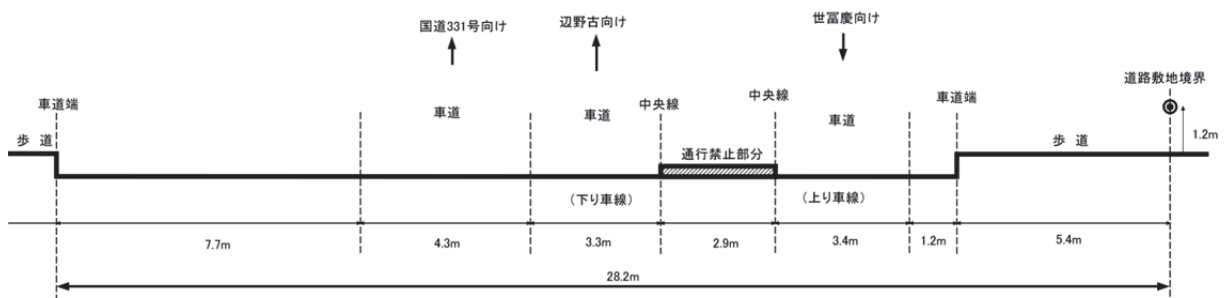 国道331号向け
辺野古向け
世冨慶向け
道路敷地境界
車道端
車道
車道
中央線
中央線
車道
車道端
歩 道
通行禁止部分
歩 道
1.2m
(下り車線)
(上り車線)
7.7m
4.3m
3.3m
2.9m
3.4m
1.2m
5.4m
28.2m